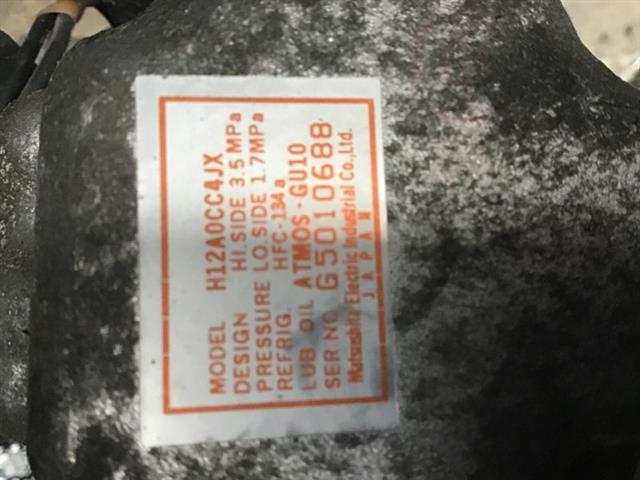 MODEL H12A0CC4JX
DESIGN HI.SIDE 3.5MPa
PRESSURE LO.SIDE 1.7MPa
REFRIG. HFC-134a
LUB OIL ATMOS-GU10
SER NO. G5010688
Matsushita Electric Industrial Co.,Ltd.
JAPAN